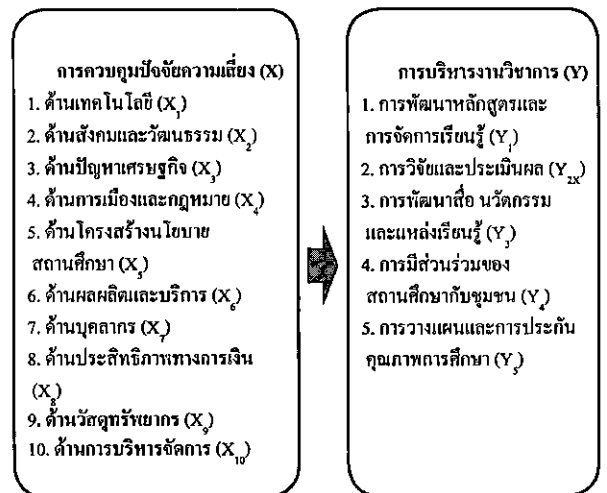 การควบคุมปัจจัยความเสี่ยง (X)
1. ด้านเทคโนโลยี (X₁)
2. ด้านสังคมและวัฒนธรรม (X₂)
3. ด้านปัญหาเศรษฐกิจ (X₃)
4. ด้านการเมืองและกฎหมาย (X₄)
5. ด้านโครงสร้างนโยบาย
สถานศึกษา (X₅)
6. ด้านผลผลิตและบริการ (X₆)
7. ด้านบุคลากร (X₇)
8. ด้านประสิทธิภาพทางการเงิน
(X₈)
9. ด้านวัสดุทรัพยากร (X₉)
10. ด้านการบริหารจัดการ (X₁₀)
การบริหารงานวิชาการ (Y)
1. การพัฒนาหลักสูตรและ
การจัดการเรียนรู้ (Y₁)
2. การวิจัยและประเมินผล (Y₂ₓ)
3. การพัฒนาสื่อ นวัตกรรม
และแหล่งเรียนรู้ (Y₃)
4. การมีส่วนร่วมของ
สถานศึกษากับชุมชน (Y₄)
5. การวางแผนและการประกัน
คุณภาพการศึกษา (Y₅)